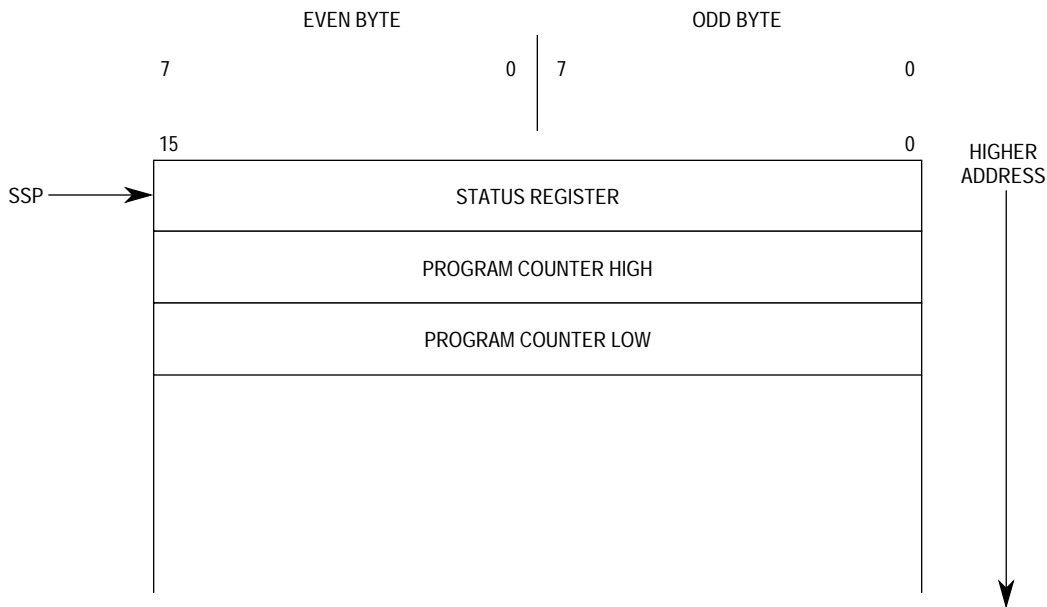 EVEN BYTE ODD BYTE
7 0 7 0
15 0
HIGHER
ADDRESS
SSP
STATUS REGISTER
PROGRAM COUNTER HIGH
PROGRAM COUNTER LOW